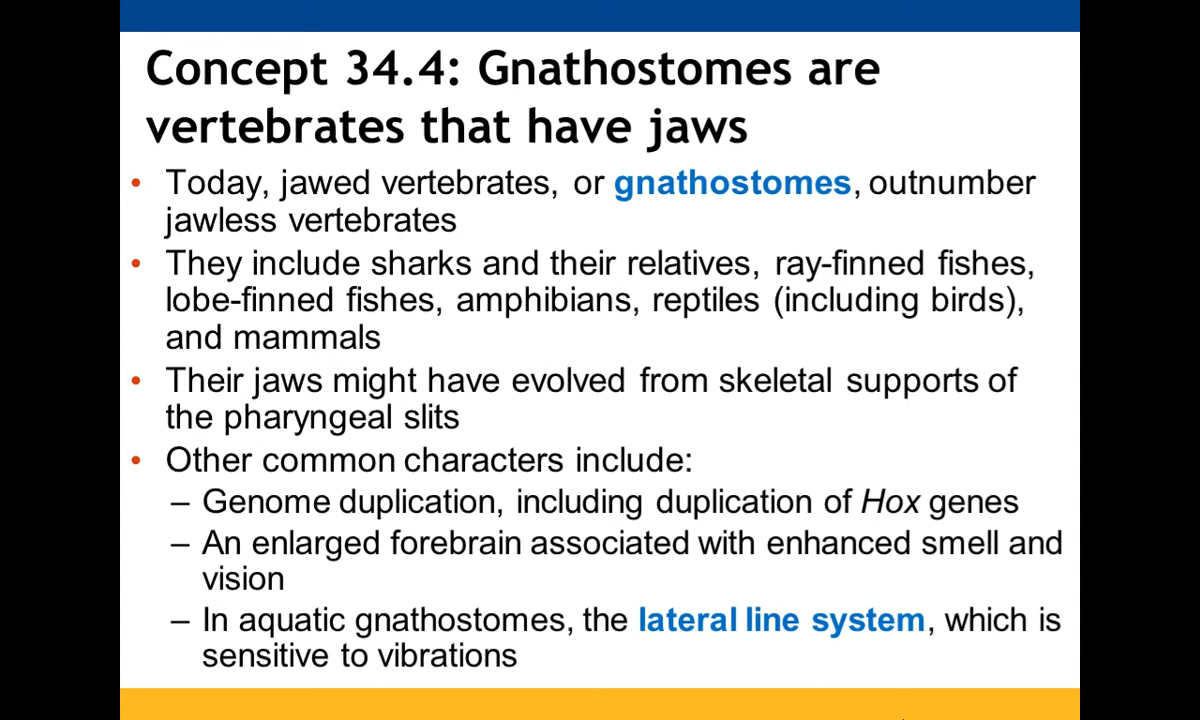 Concept 34.4: Gnathostomes are
vertebrates that have jaws
• Today, jawed vertebrates, or gnathostomes, outnumber
jawless vertebrates
• They include sharks and their relatives, ray-finned fishes,
lobe-finned fishes, amphibians, reptiles (including birds),
and mammals
• Their jaws might have evolved from skeletal supports of
the pharyngeal slits
• Other common characters include:
– Genome duplication, including duplication of Hox genes
– An enlarged forebrain associated with enhanced smell and
vision
– In aquatic gnathostomes, the lateral line system, which is
sensitive to vibrations